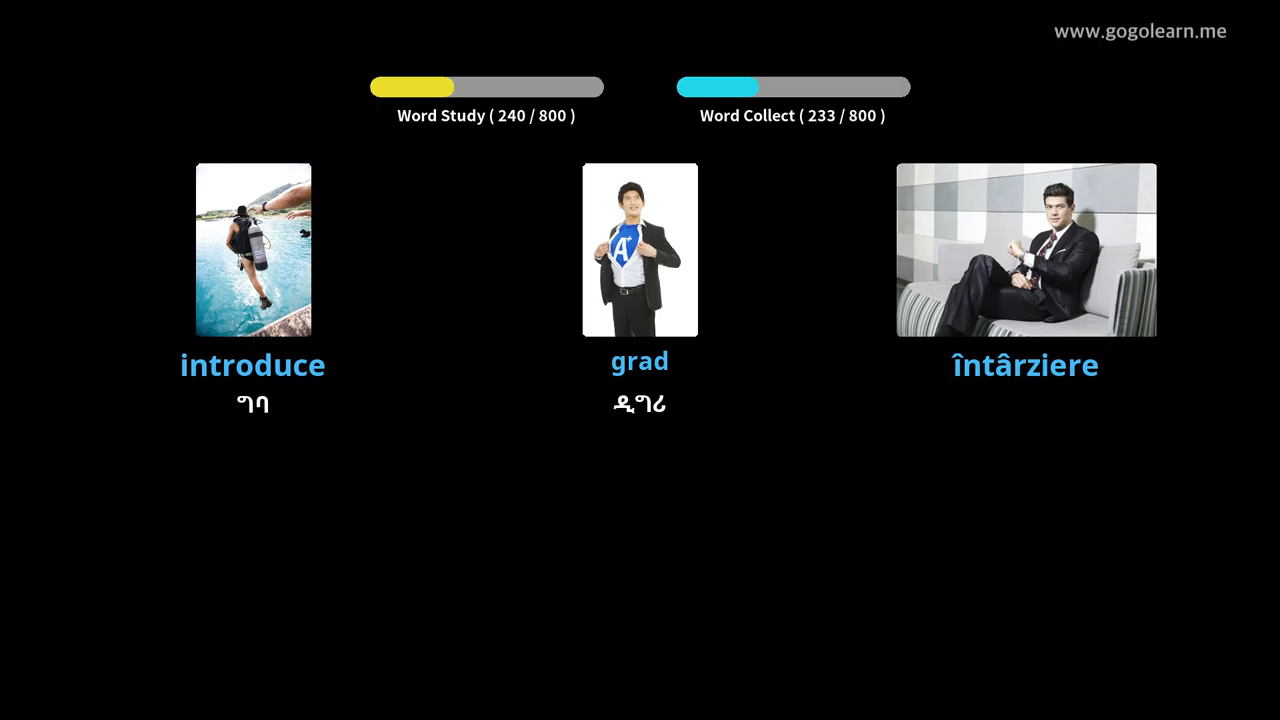 www.gogolearn.me
Word Study ( 240 / 800 )
Word Collect ( 233 / 800 )
A+
introduce
grad
întârziere
ግባ
ዲግሪ